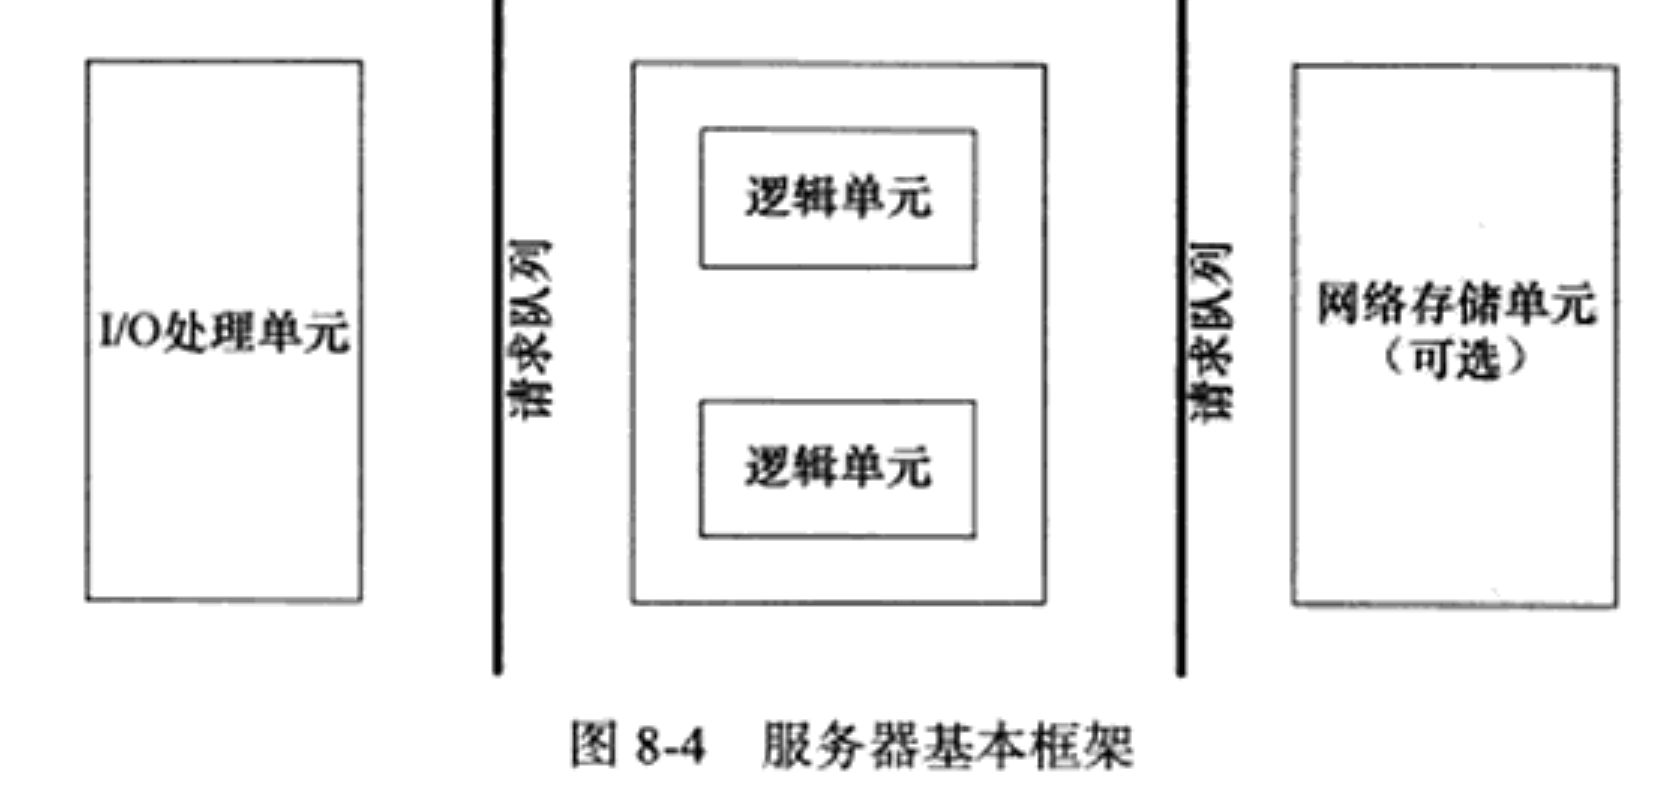 I/O处理单元
请求队列
逻辑单元
逻辑单元
请求队列
网络存储单元
（可选）
图 8-4 服务器基本框架